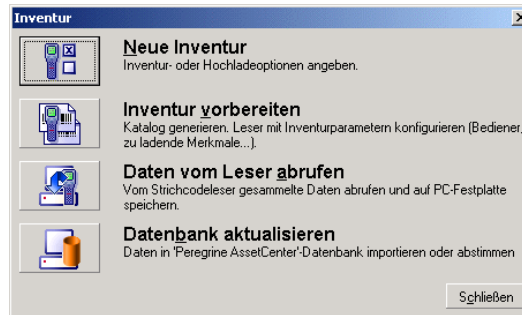 Inventur
Neue Inventur
Inventur- oder Hochladeoptionen angeben.
Inventur vorbereiten
Katalog generieren. Leser mit Inventurparametern konfigurieren (Bediener,
zu ladende Merkmale...).
Daten vom Leser abrufen
Vom Strichcodeleser gesammelte Daten abrufen und auf PC-Festplatte
speichern.
Datenbank aktualisieren
Daten in 'Peregrine AssetCenter'-Datenbank importieren oder abstimmen
Schließen